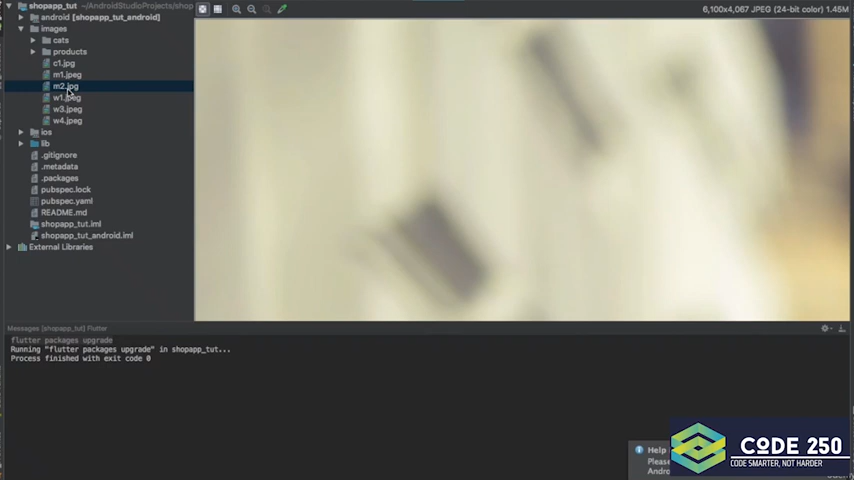 shopapp_tut ~/AndroidStudioProjects/shop
android [shopapp_tut_android]
images
cats
products
c1.jpg
m1.jpeg
m2.jpg
w1.jpeg
w3.jpeg
w4.jpeg
ios
lib
.gitignore
.metadata
.packages
pubspec.lock
pubspec.yaml
README.md
shopapp_tut.iml
shopapp_tut_android.iml
External Libraries
6,100x4,067 JPEG (24-bit color) 1.45M
Messages [shopapp_tut] Flutter
flutter packages upgrade
Running "flutter packages upgrade" in shopapp_tut...
Process finished with exit code 0
Help
Please
Andro
CODE 250
CODE SMARTER, NOT HARDER